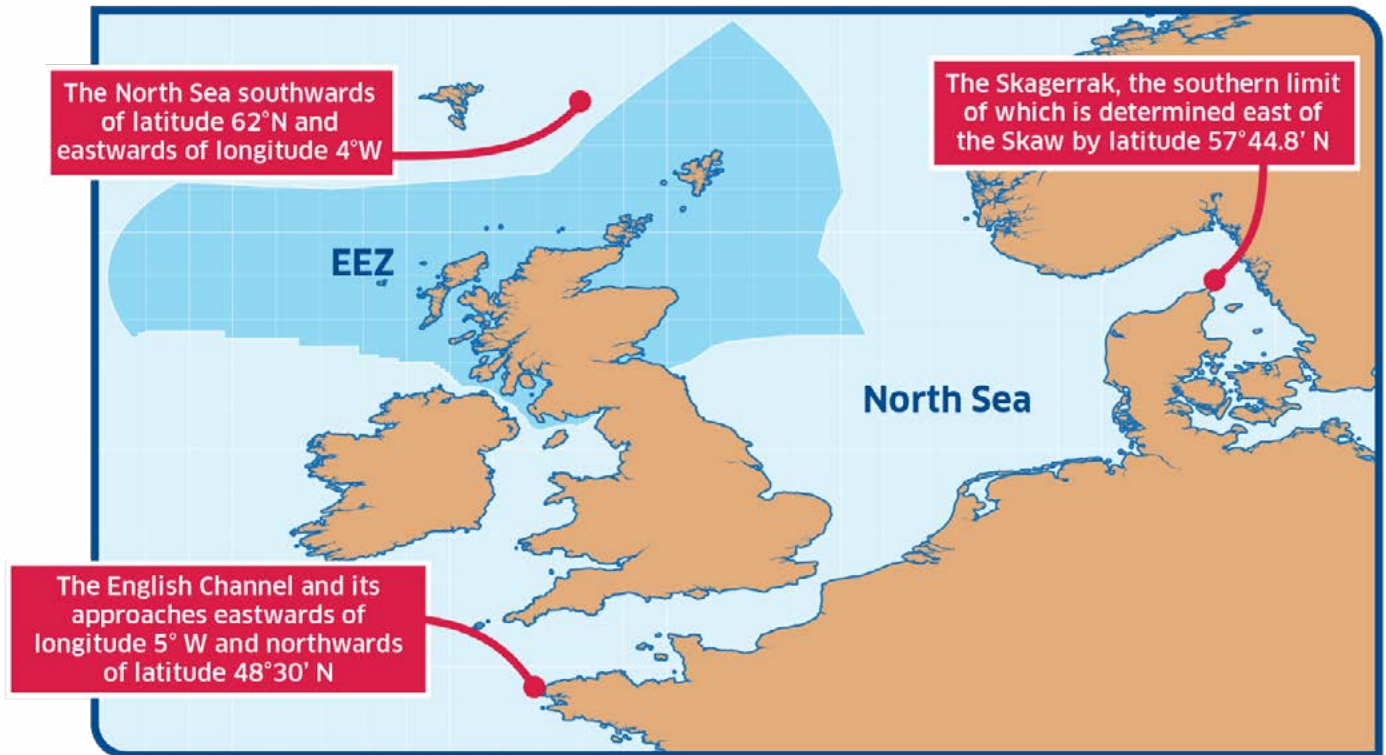 The North Sea southwards
of latitude 62°N and
eastwards of longitude 4°W
The Skagerrak, the southern limit
of which is determined east of
the Skaw by latitude 57°44.8' N
EEZ
North Sea
The English Channel and its
approaches eastwards of
longitude 5° W and northwards
of latitude 48°30' N